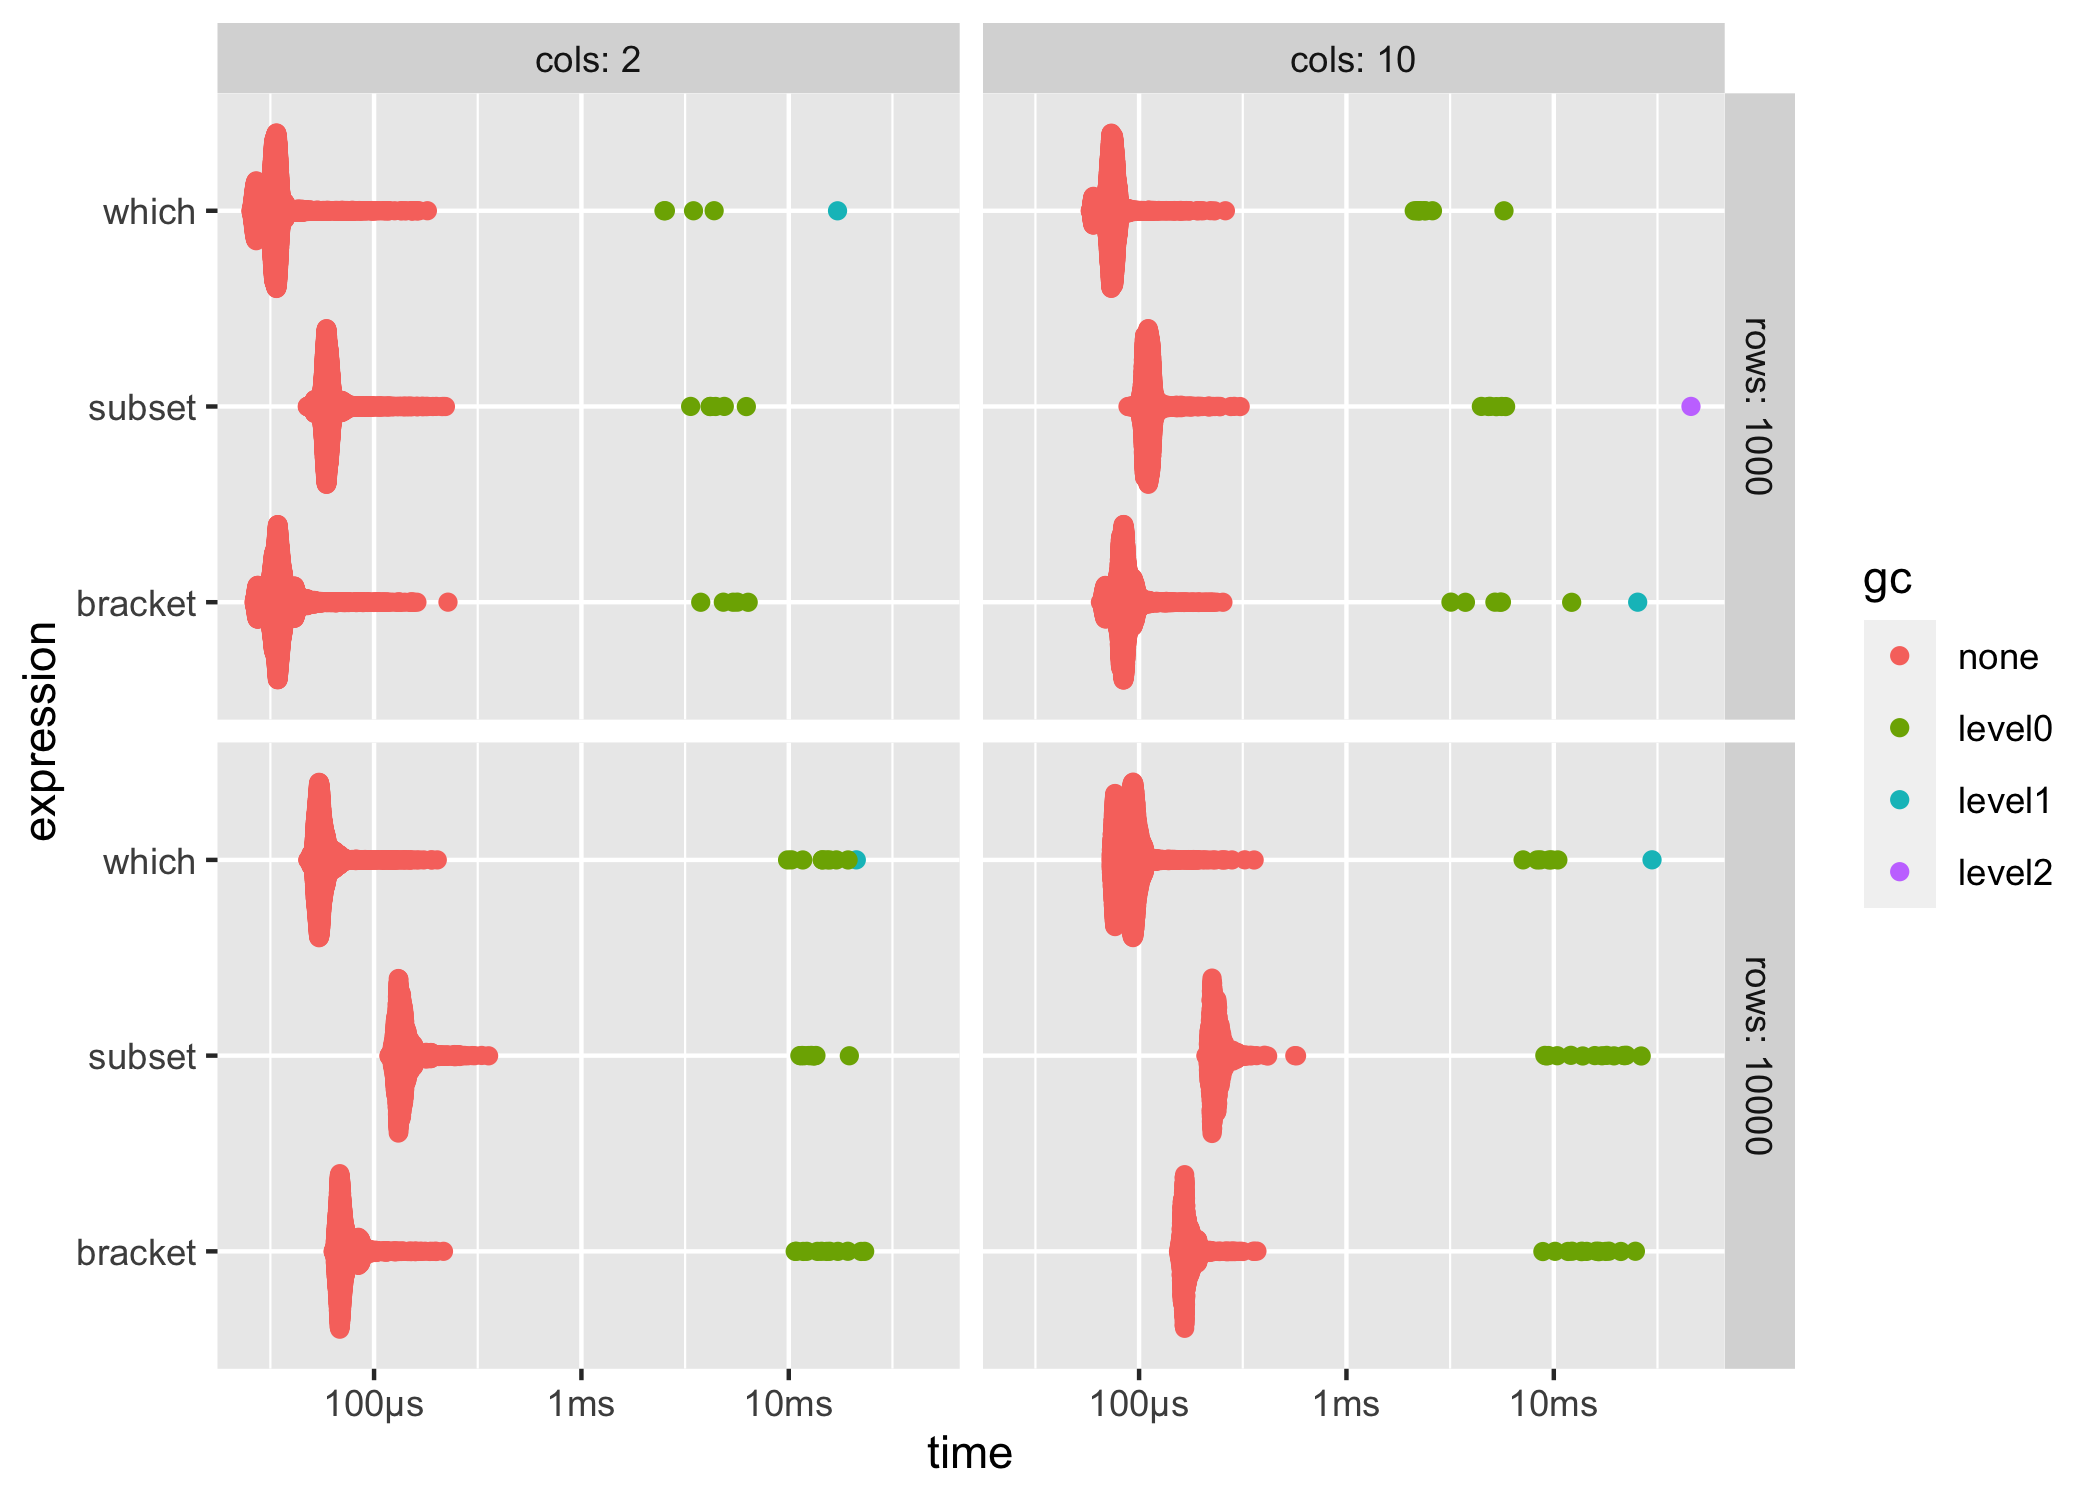 cols: 2
cols: 10
which
subset
bracket
rows: 1000
which
subset
bracket
rows: 10000
expression
100µs
1ms
10ms
100µs
1ms
10ms
time
gc
none
level0
level1
level2